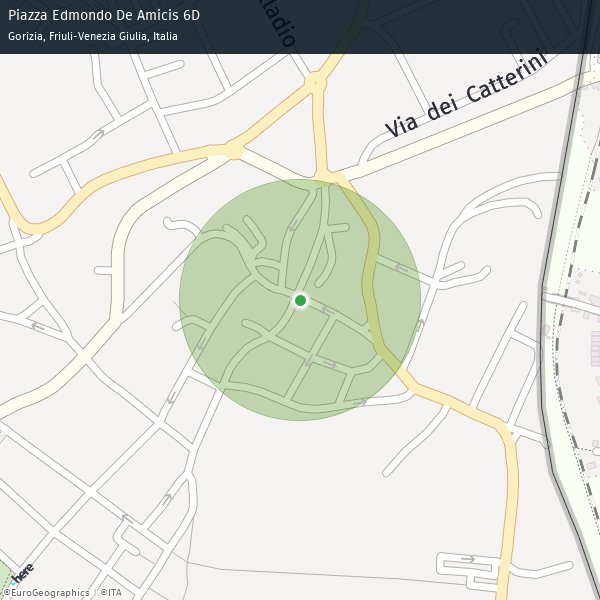 Piazza Edmondo De Amicis 6D
Gorizia, Friuli-Venezia Giulia, Italia
lladio
Via dei Catterini
here
©EuroGeographics | ©ITA